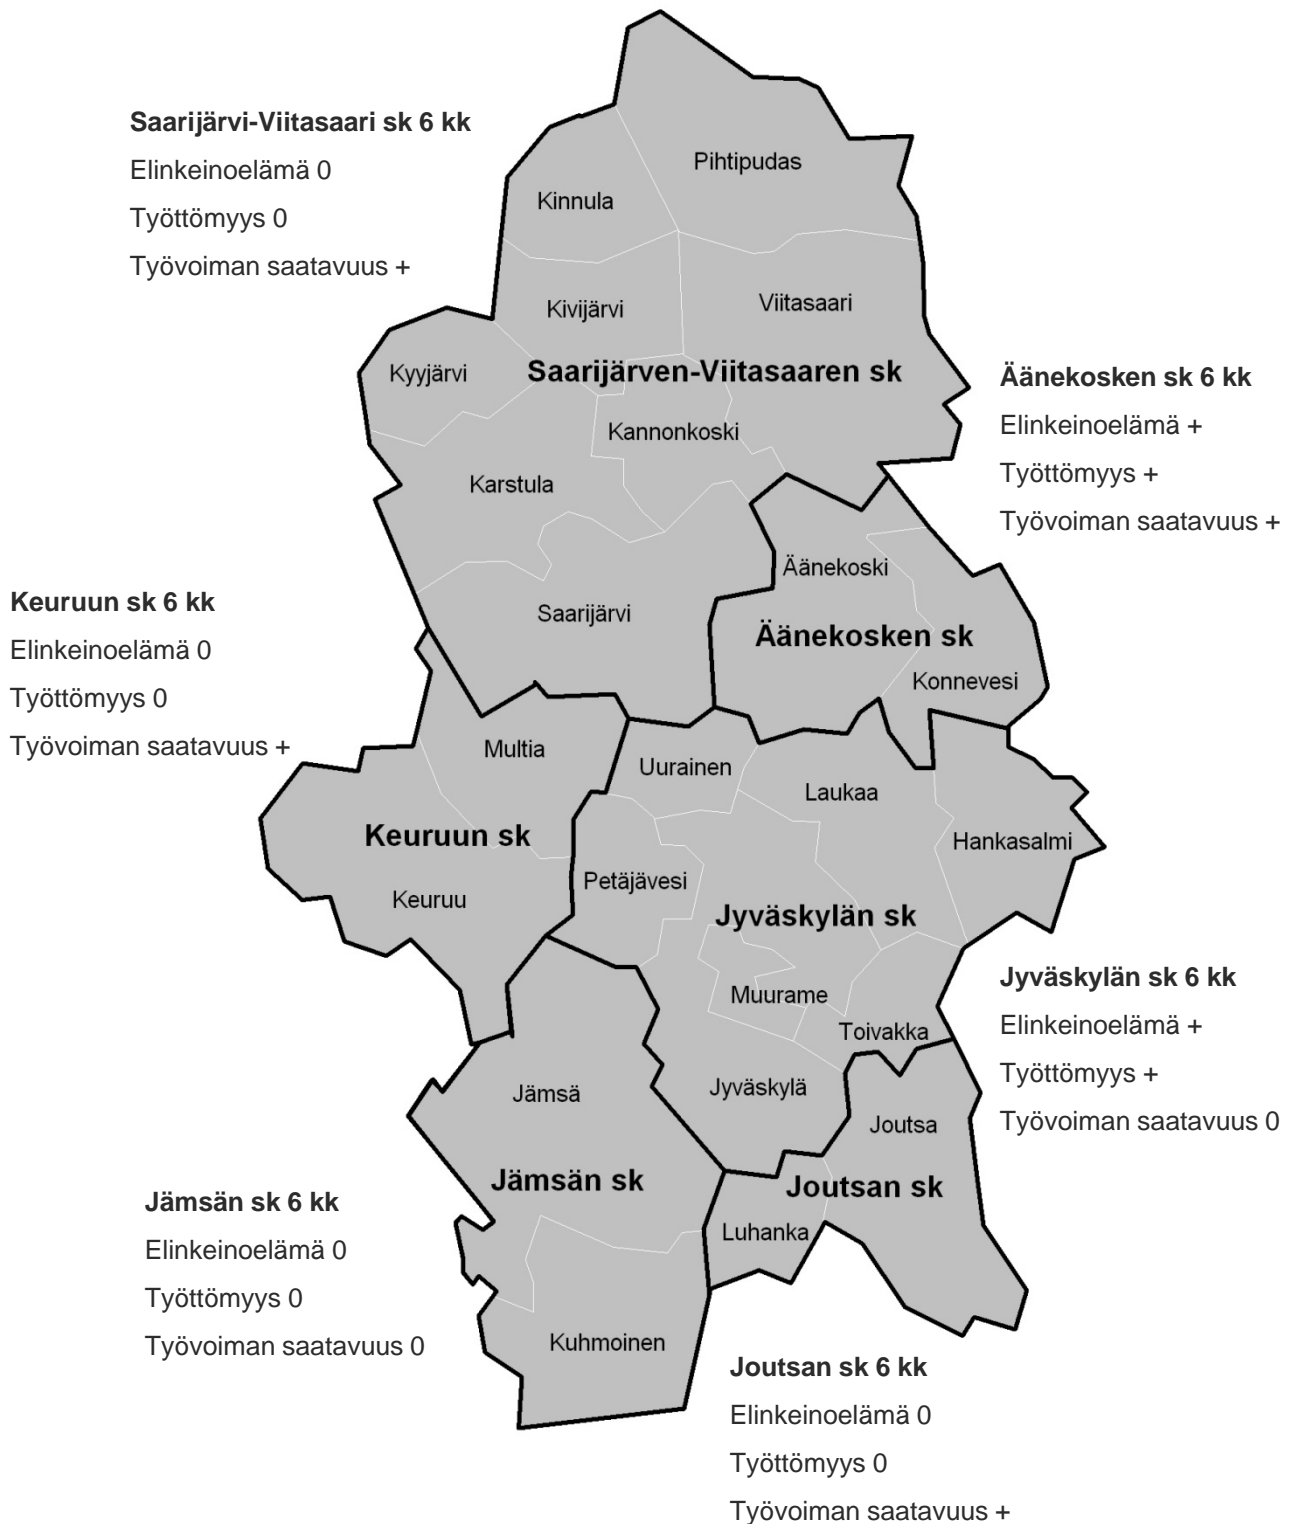 Saarijärvi-Viitasaari sk 6 kk
Elinkeinoelämä 0
Työttömyys 0
Työvoiman saatavuus +
Pihtipudas
Kinnula
Kivijärvi
Viitasaari
Kyyjärvi
Saarijärven-Viitasaaren sk
Kannonkoski
Karstula
Saarijärvi
Äänekosken sk 6 kk
Elinkeinoelämä +
Työttömyys +
Työvoiman saatavuus +
Äänekoski
Äänekosken sk
Konnevesi
Keuruun sk 6 kk
Elinkeinoelämä 0
Työttömyys 0
Työvoiman saatavuus +
Multia
Keuruun sk
Keuruu
Uurainen
Laukaa
Hankasalmi
Petäjävesi
Jyväskylän sk
Muurame
Toivakka
Jyväskylä
Jyväskylän sk 6 kk
Elinkeinoelämä +
Työttömyys +
Työvoiman saatavuus 0
Jämsä
Jämsän sk
Kuhmoinen
Joutsa
Joutsan sk
Luhanka
Jämsän sk 6 kk
Elinkeinoelämä 0
Työttömyys 0
Työvoiman saatavuus 0
Joutsan sk 6 kk
Elinkeinoelämä 0
Työttömyys 0
Työvoiman saatavuus +